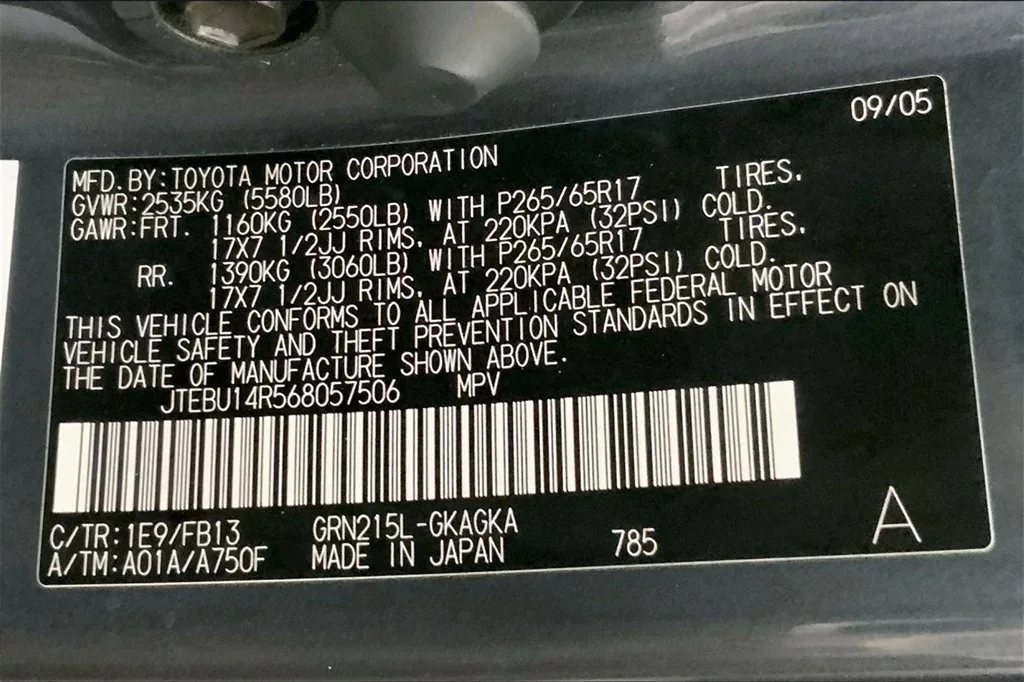 09/05
MFD. BY: TOYOTA MOTOR CORPORATION
GVWR: 2535KG (5580LB)
GAWR: FRT. 1160KG (2550LB) WITH P265/65R17 TIRES,
17X7 1/2JJ RIMS, AT 220KPA (32PSI) COLD.
RR. 1390KG (3060LB) WITH P265/65R17 TIRES,
17X7 1/2JJ RIMS, AT 220KPA (32PSI) COLD.
THIS VEHICLE CONFORMS TO ALL APPLICABLE FEDERAL MOTOR
VEHICLE SAFETY AND THEFT PREVENTION STANDARDS IN EFFECT ON
THE DATE OF MANUFACTURE SHOWN ABOVE.
JTEBU14R568057506 MPV
C/TR: 1E9/FB13 GRN215L-GKAGKA
A/TM: A01A/A750F MADE IN JAPAN 785 A